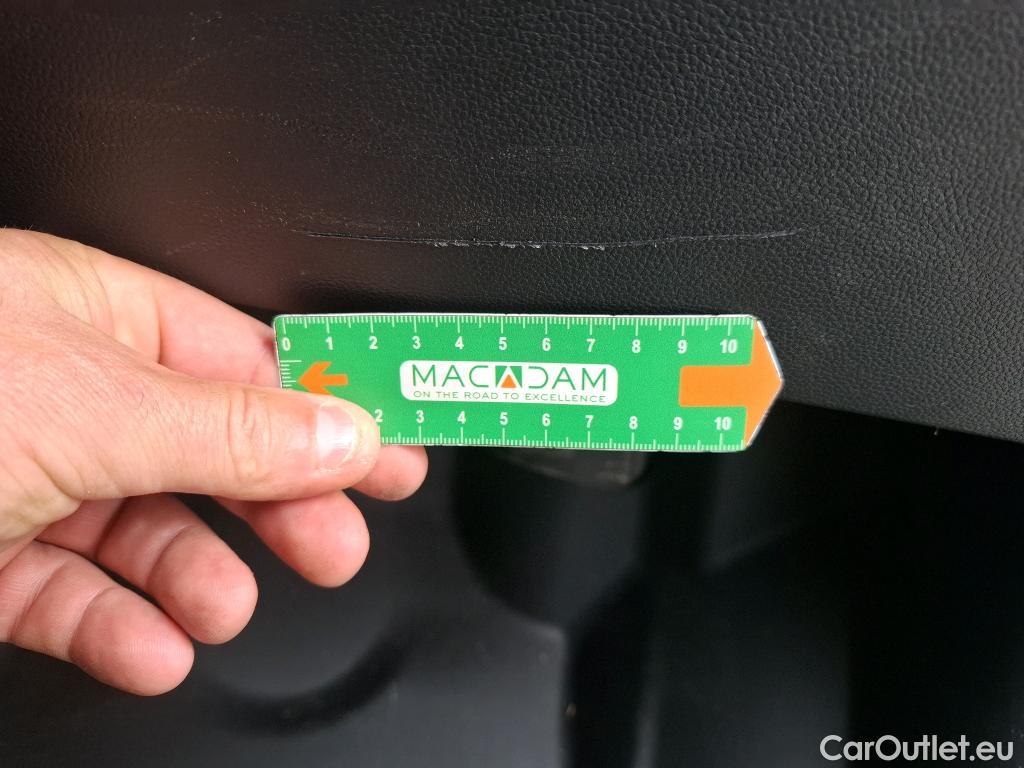 0 1 2 3 4 5 6 7 8 9 10
MACADAM
ON THE ROAD TO EXCELLENCE
2 3 4 5 6 7 8 9 10
CarOutlet.eu